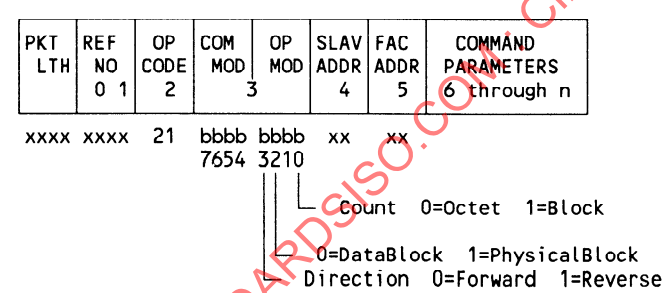 PKT REF OP COM OP SLAV FAC COMMAND
LTH NO CODE MOD MOD ADDR ADDR PARAMETERS
0 1 2 3 4 5 6 through n
xxxx xxxx 21 bbbb bbbb xx xx
7654 3210
Count 0=Octet 1=Block
0=DataBlock 1=PhysicalBlock
Direction 0=Forward 1=Reverse